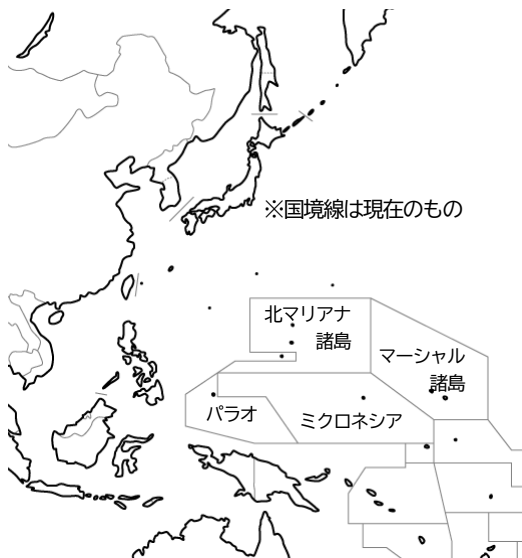 ※国境線は現在のもの
北マリアナ
諸島
マーシャル
諸島
パラオ
ミクロネシア